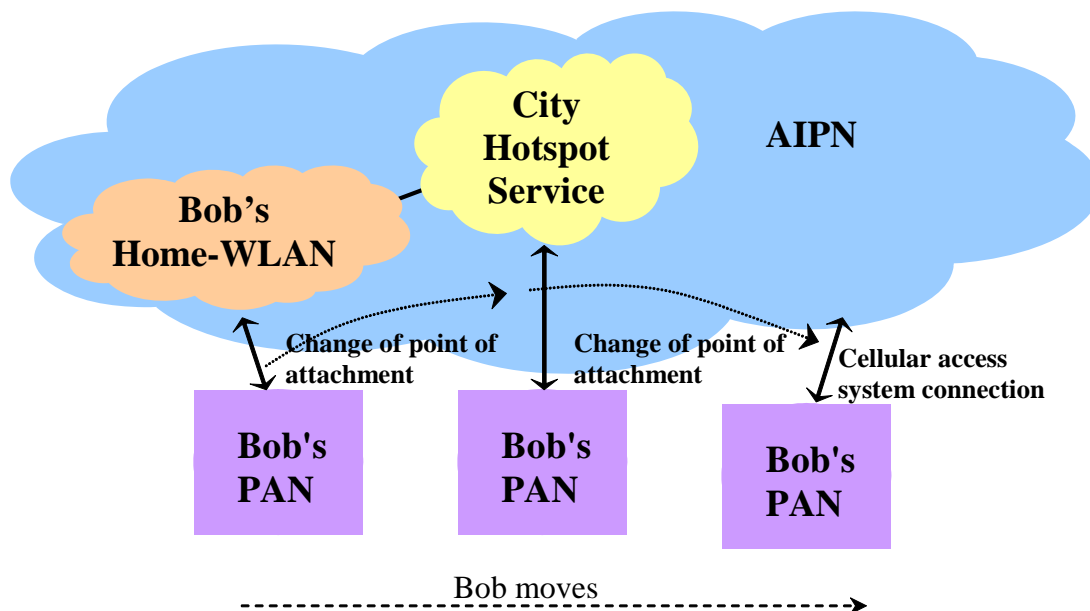 City
Hotspot
Service
AIPN
Bob’s
Home-WLAN
Change of point of
attachment
Change of point of
attachment
Cellular access
system connection
Bob's
PAN
Bob's
PAN
Bob's
PAN
Bob moves